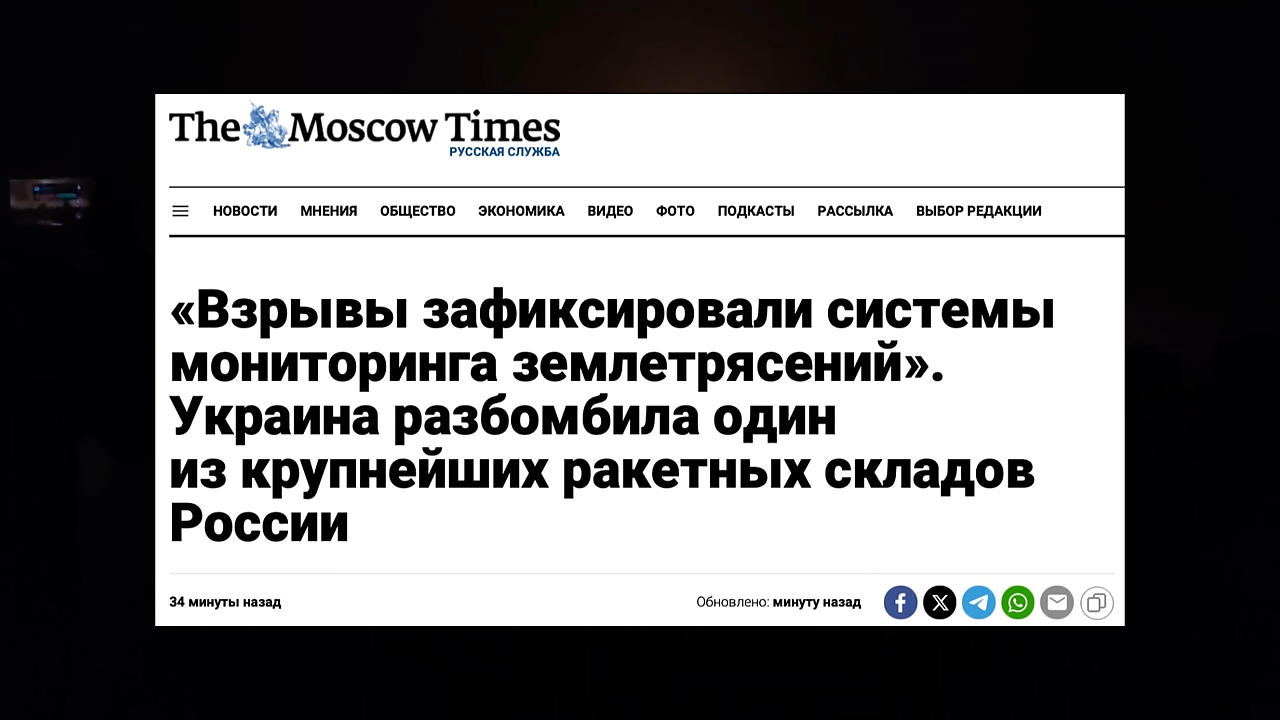 The Moscow Times
РУССКАЯ СЛУЖБА
НОВОСТИ МНЕНИЯ ОБЩЕСТВО ЭКОНОМИКА ВИДЕО ФОТО ПОДКАСТЫ РАССЫЛКА ВЫБОР РЕДАКЦИИ
«Взрывы зафиксировали системы
мониторинга землетрясений».
Украина разбомбила один
из крупнейших ракетных складов
России
34 минуты назад Обновлено: минуту назад